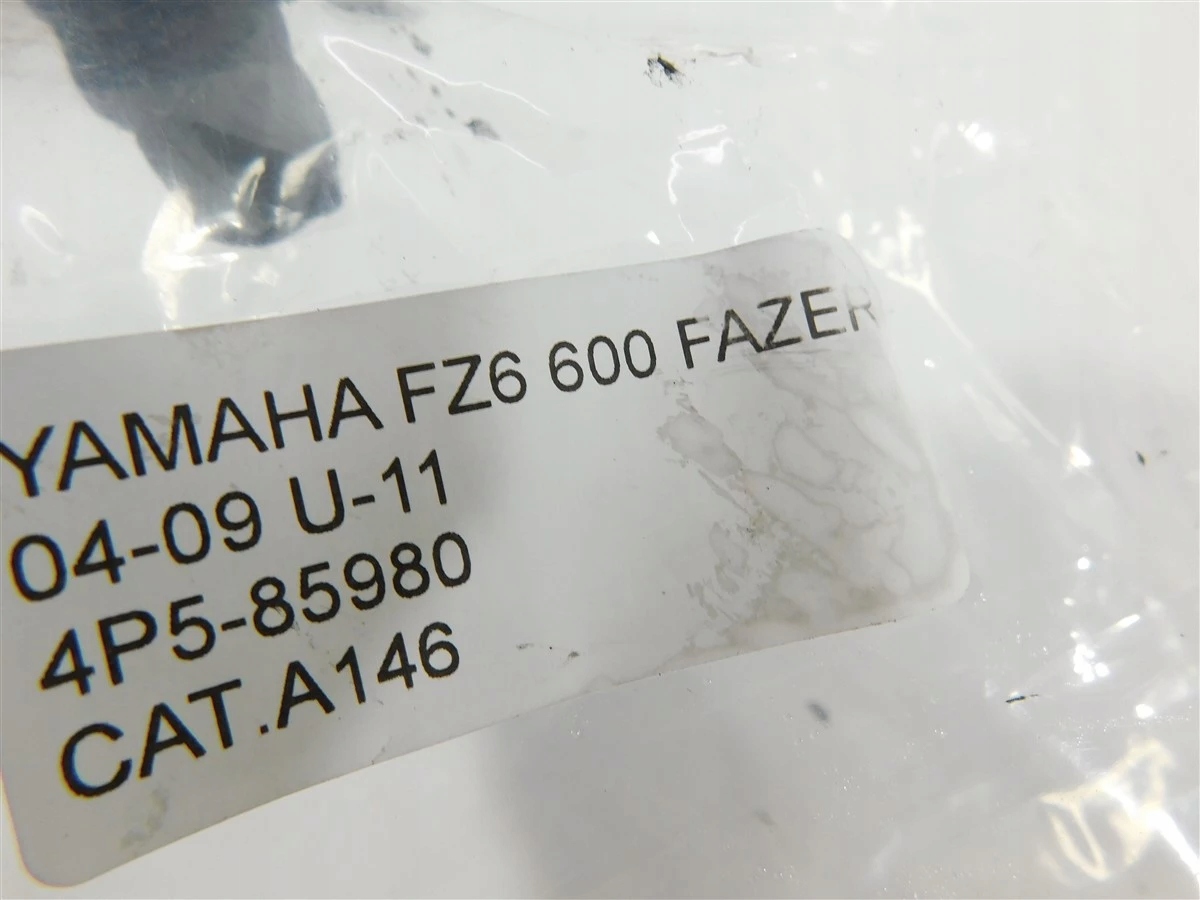 YAMAHA FZ6 600 FAZER
04-09 U-11
4P5-85980
CAT.A146